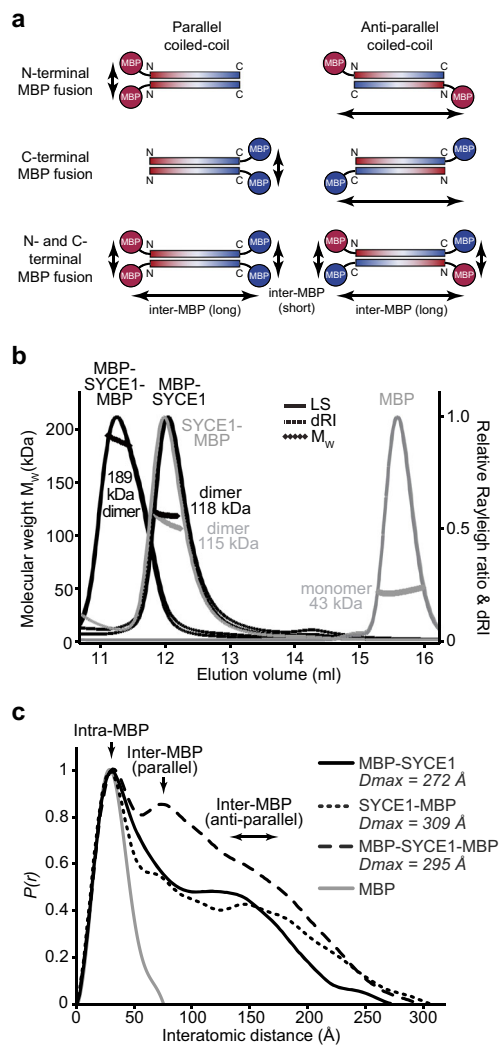 a
Parallel
coiled-coil
Anti-parallel
coiled-coil
N-terminal
MBP fusion
MBP
N
C
MBP
N
C
MBP
N
C
C
N
MBP
C-terminal
MBP fusion
N
C
MBP
N
C
MBP
N
C
MBP
MBP
C
N
N- and C-
terminal
MBP fusion
MBP
N
C
MBP
MBP
N
C
MBP
MBP
N
C
MBP
MBP
C
N
MBP
inter-MBP (long)
inter-MBP
(short)
inter-MBP (long)
b
MBP-
SYCE1-
MBP
MBP-
SYCE1
SYCE1-
MBP
MBP
LS
dRI
Mw
189
kDa
dimer
dimer
118 kDa
dimer
115 kDa
monomer
43 kDa
Molecular weight Mw(kDa)
200
150
100
50
0
Relative Rayleigh ratio & dRI
1.0
0.5
0
11 12 13 14 15 16
Elution volume (ml)
c
Intra-MBP
Inter-MBP
(parallel)
Inter-MBP
(anti-parallel)
MBP-SYCE1
Dmax = 272 Å
SYCE1-MBP
Dmax = 309 Å
MBP-SYCE1-MBP
Dmax = 295 Å
MBP
P(r)
1
0.8
0.6
0.4
0.2
0
0 50 100 150 200 250 300
Interatomic distance (Å)